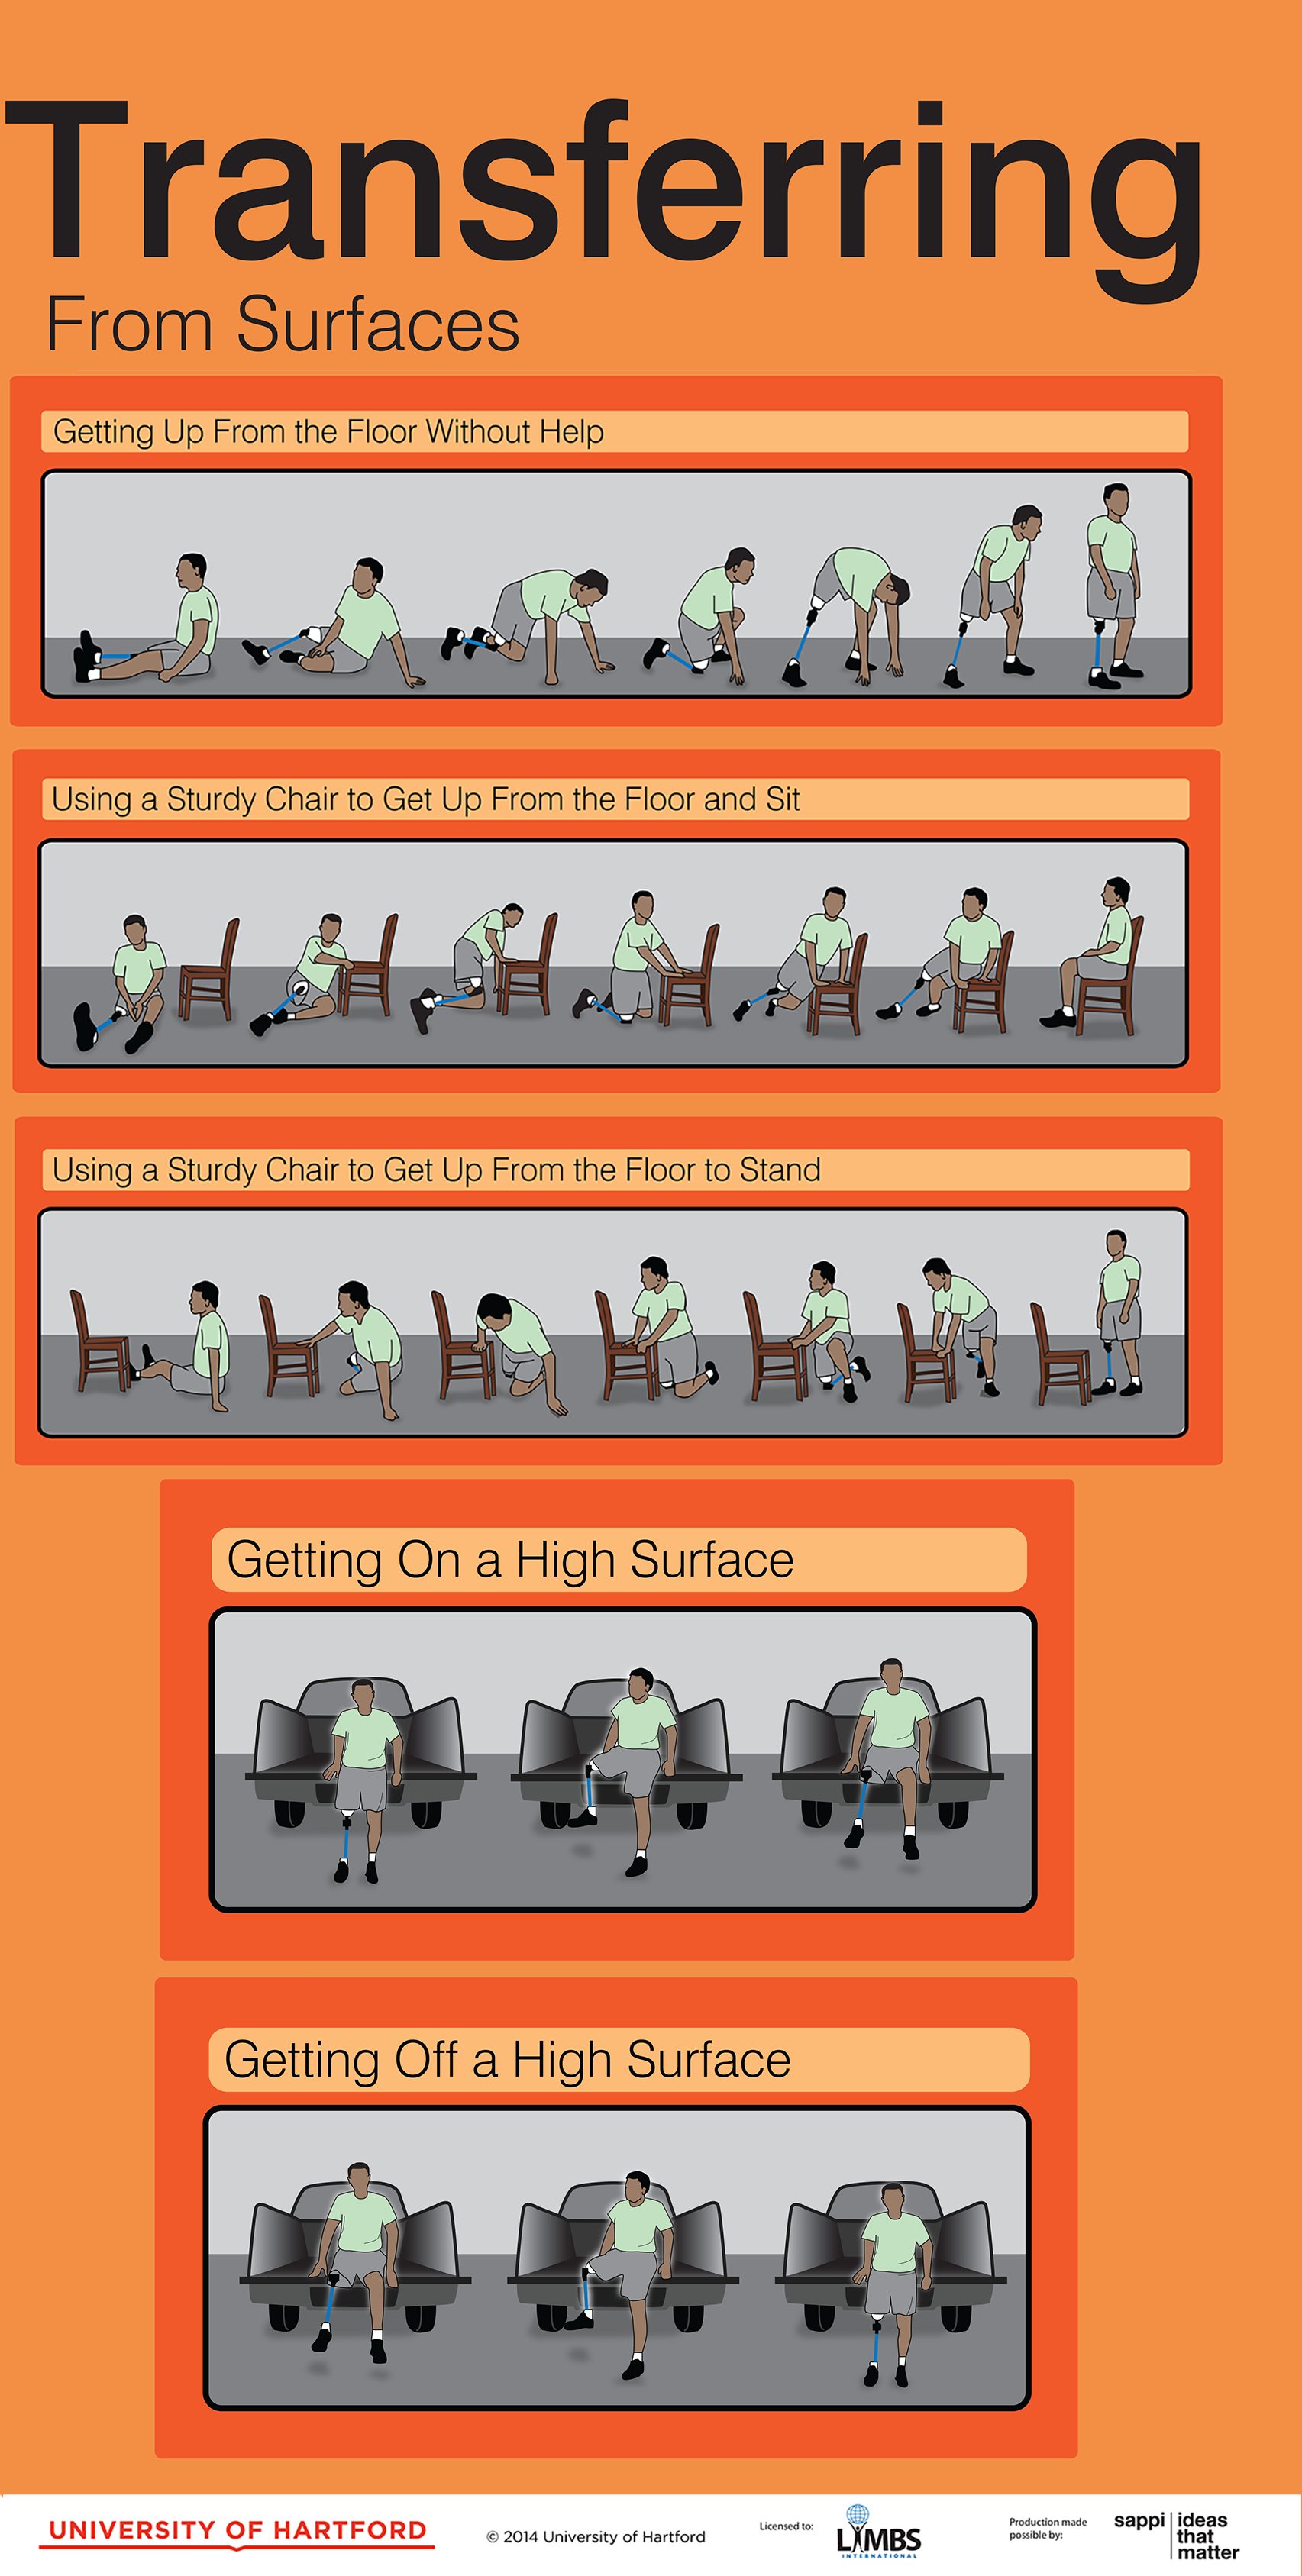 Transferring
From Surfaces
Getting Up From the Floor Without Help
Using a Sturdy Chair to Get Up From the Floor and Sit
Using a Sturdy Chair to Get Up From the Floor to Stand
Getting On a High Surface
Getting Off a High Surface
UNIVERSITY OF HARTFORD
© 2014 University of Hartford
Licensed to:
LIMBS
INTERNATIONAL
Production made
possible by:
sappi
ideas
that
matter